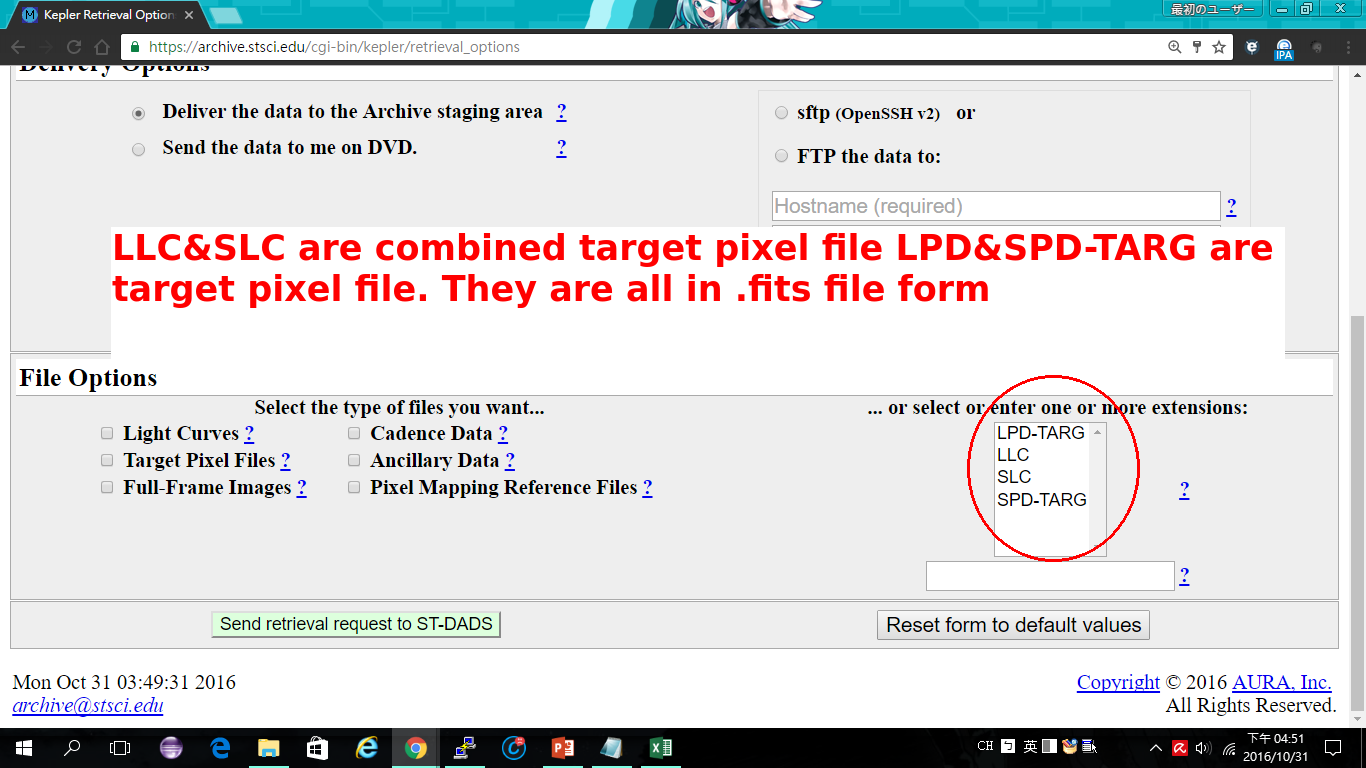 Kepler Retrieval Option
最初のユーザー
https://archive.stsci.edu/cgi-bin/kepler/retrieval_options
IPA
Delivery Options
Deliver the data to the Archive staging area ?
Send the data to me on DVD. ?
sftp (OpenSSH v2) or
FTP the data to:
Hostname (required) ?
LLC&SLC are combined target pixel file LPD&SPD-TARG are
target pixel file. They are all in .fits file form
File Options
Select the type of files you want...
Light Curves ? Cadence Data ?
Target Pixel Files ? Ancillary Data ?
Full-Frame Images ? Pixel Mapping Reference Files ?
... or select or enter one or more extensions:
LPD-TARG
LLC
SLC
SPD-TARG
?
?
Send retrieval request to ST-DADS
Reset form to default values
Mon Oct 31 03:49:31 2016
archive@stsci.edu
Copyright © 2016 AURA, Inc.
All Rights Reserved.
CH 英
下午 04:51
2016/10/31